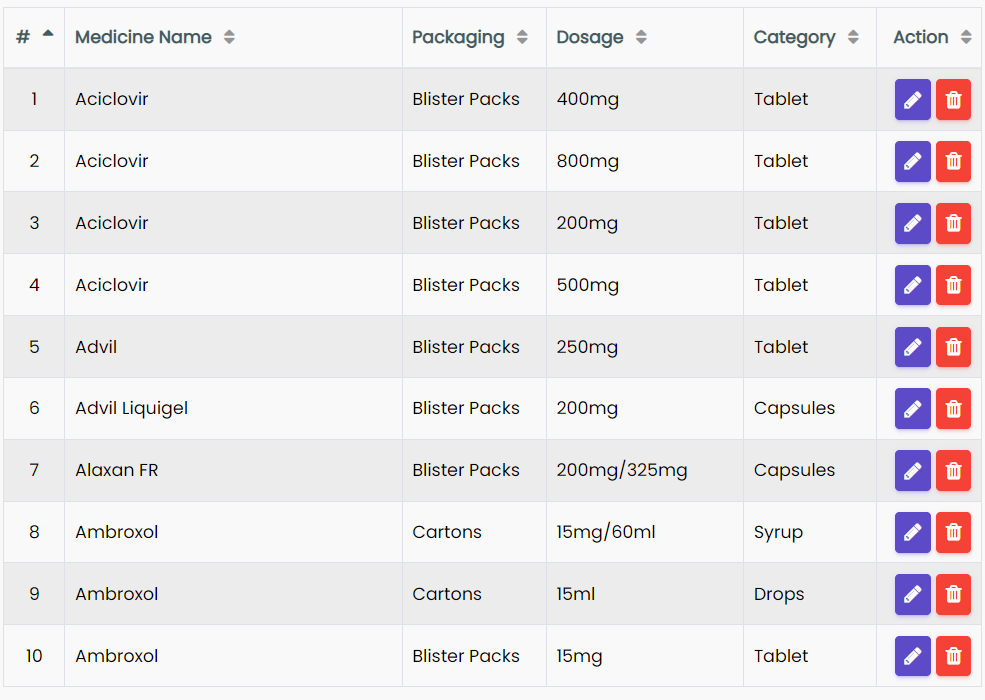 # Medicine Name Packaging Dosage Category Action
1 Aciclovir Blister Packs 400mg Tablet
2 Aciclovir Blister Packs 800mg Tablet
3 Aciclovir Blister Packs 200mg Tablet
4 Aciclovir Blister Packs 500mg Tablet
5 Advil Blister Packs 250mg Tablet
6 Advil Liquigel Blister Packs 200mg Capsules
7 Alaxan FR Blister Packs 200mg/325mg Capsules
8 Ambroxol Cartons 15mg/60ml Syrup
9 Ambroxol Cartons 15ml Drops
10 Ambroxol Blister Packs 15mg Tablet